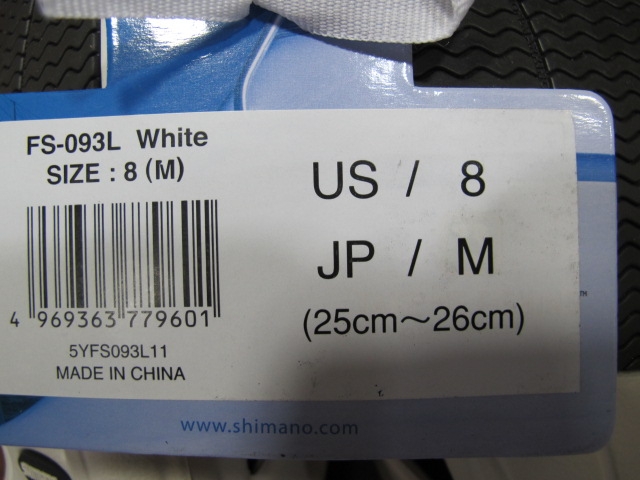 FS-093L White
SIZE : 8 (M)
4 969363 779601
5YFS093L11
MADE IN CHINA
US / 8
JP / M
(25cm～26cm)
TM
www.shimano.com